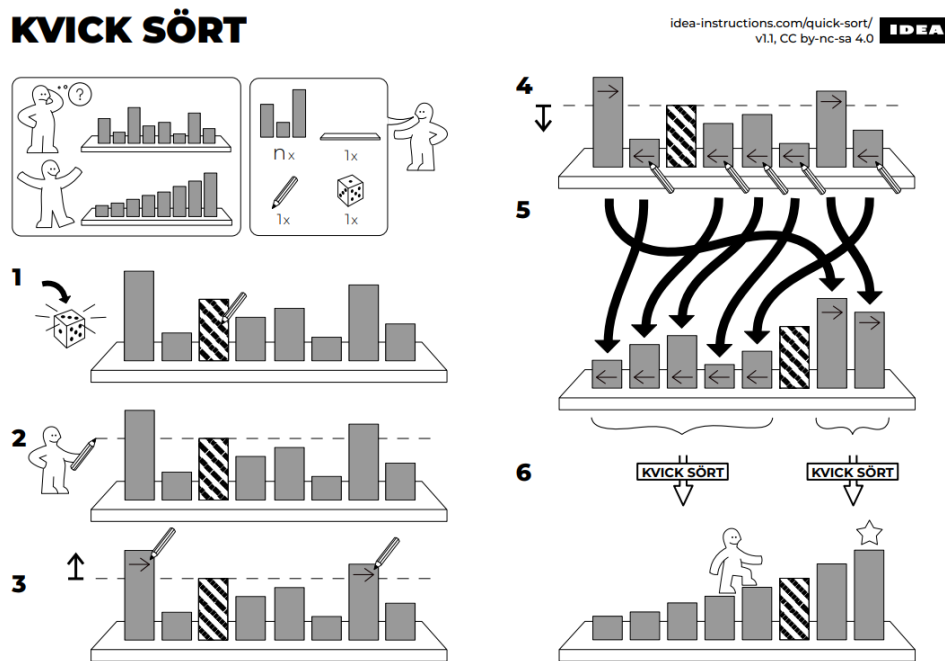 KVICK SÖRT
idea-instructions.com/quick-sort/
v1.1, CC by-nc-sa 4.0
IDEA
?
n x
1x
1x
1x
1
2
3
4
5
6
KVICK SÖRT
KVICK SÖRT